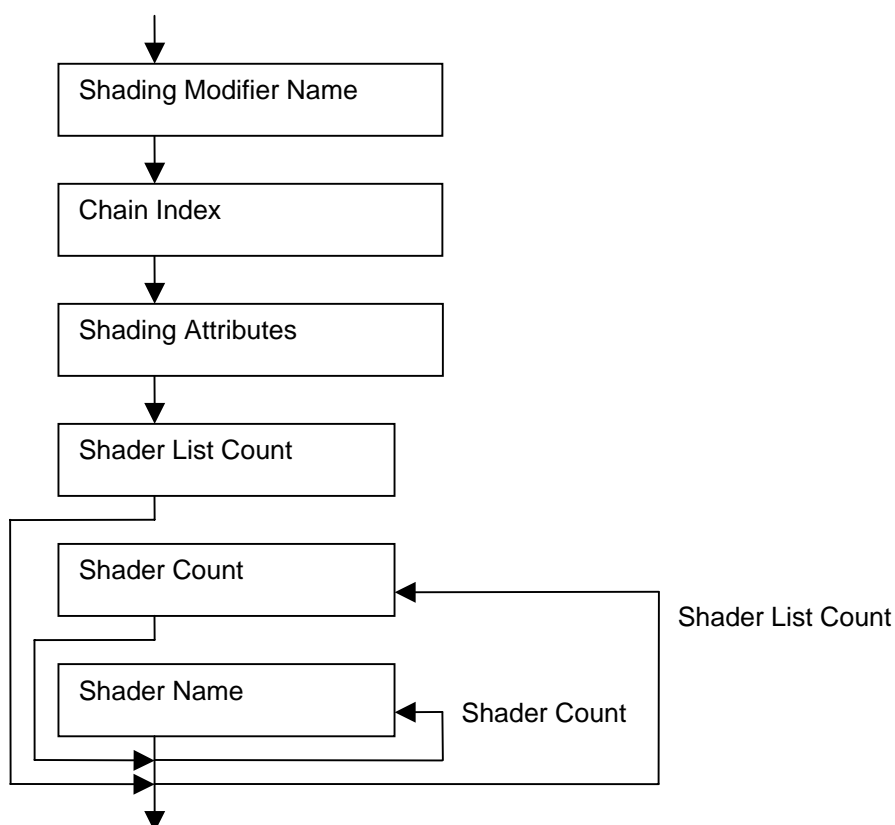 Shading Modifier Name
Chain Index
Shading Attributes
Shader List Count
Shader Count
Shader List Count
Shader Name
Shader Count